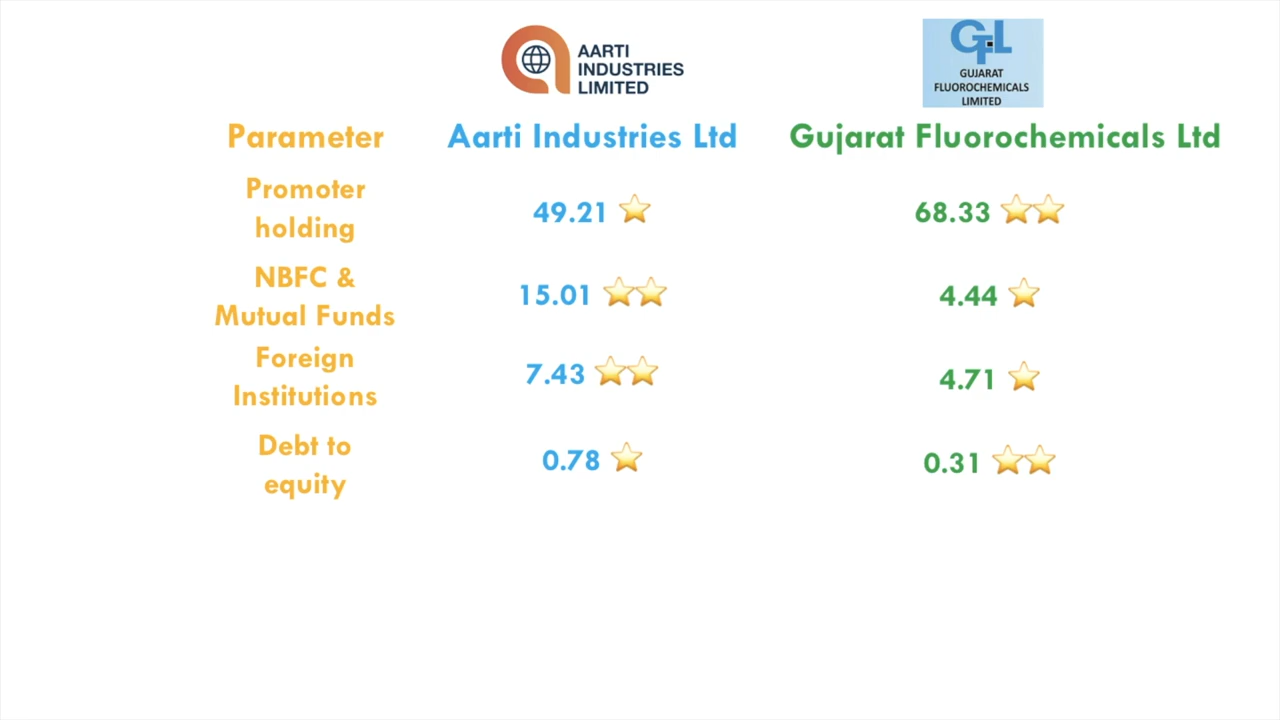 AARTI
INDUSTRIES
LIMITED
GFL
GUJARAT
FLUOROCHEMICALS
LIMITED
Parameter Aarti Industries Ltd Gujarat Fluorochemicals Ltd
Promoter
holding
49.21 ⭐ 68.33 ⭐⭐
NBFC &
Mutual Funds
15.01 ⭐⭐ 4.44 ⭐
Foreign
Institutions
7.43 ⭐⭐ 4.71 ⭐
Debt to
equity
0.78 ⭐ 0.31 ⭐⭐